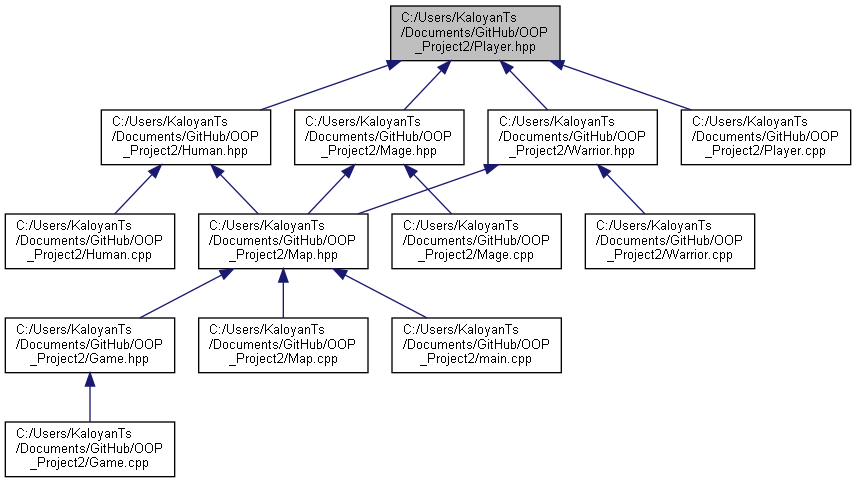 C:/Users/KaloyanTs
/Documents/GitHub/OOP
_Project2/Player.hpp
C:/Users/KaloyanTs
/Documents/GitHub/OOP
_Project2/Human.hpp
C:/Users/KaloyanTs
/Documents/GitHub/OOP
_Project2/Mage.hpp
C:/Users/KaloyanTs
/Documents/GitHub/OOP
_Project2/Warrior.hpp
C:/Users/KaloyanTs
/Documents/GitHub/OOP
_Project2/Player.cpp
C:/Users/KaloyanTs
/Documents/GitHub/OOP
_Project2/Human.cpp
C:/Users/KaloyanTs
/Documents/GitHub/OOP
_Project2/Map.hpp
C:/Users/KaloyanTs
/Documents/GitHub/OOP
_Project2/Mage.cpp
C:/Users/KaloyanTs
/Documents/GitHub/OOP
_Project2/Warrior.cpp
C:/Users/KaloyanTs
/Documents/GitHub/OOP
_Project2/Game.hpp
C:/Users/KaloyanTs
/Documents/GitHub/OOP
_Project2/Map.cpp
C:/Users/KaloyanTs
/Documents/GitHub/OOP
_Project2/main.cpp
C:/Users/KaloyanTs
/Documents/GitHub/OOP
_Project2/Game.cpp